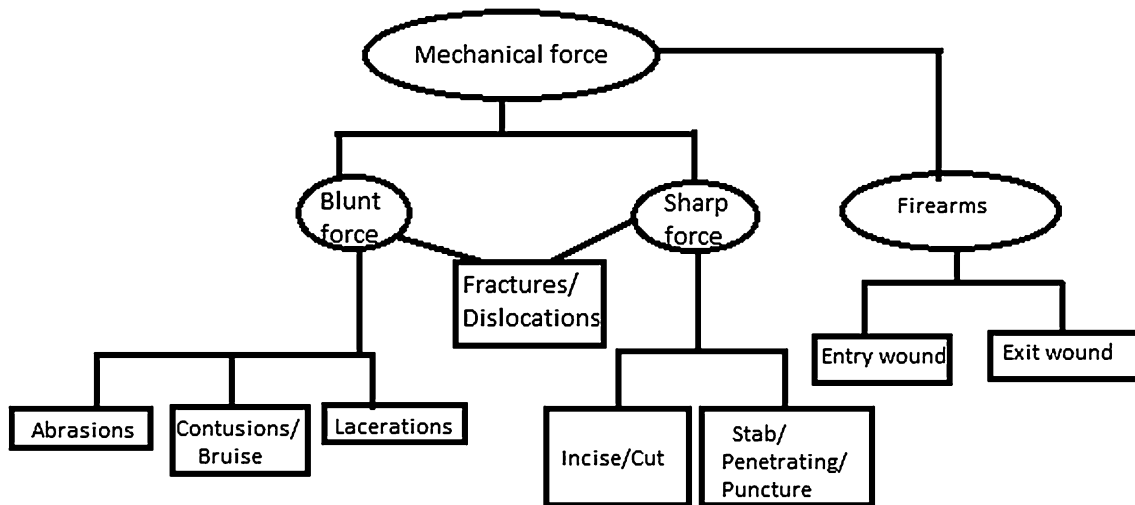 Mechanical force
Blunt
force
Sharp
force
Firearms
Fractures/
Dislocations
Entry wound
Exit wound
Abrasions
Contusions/
Bruise
Lacerations
Incise/Cut
Stab/
Penetrating/
Puncture